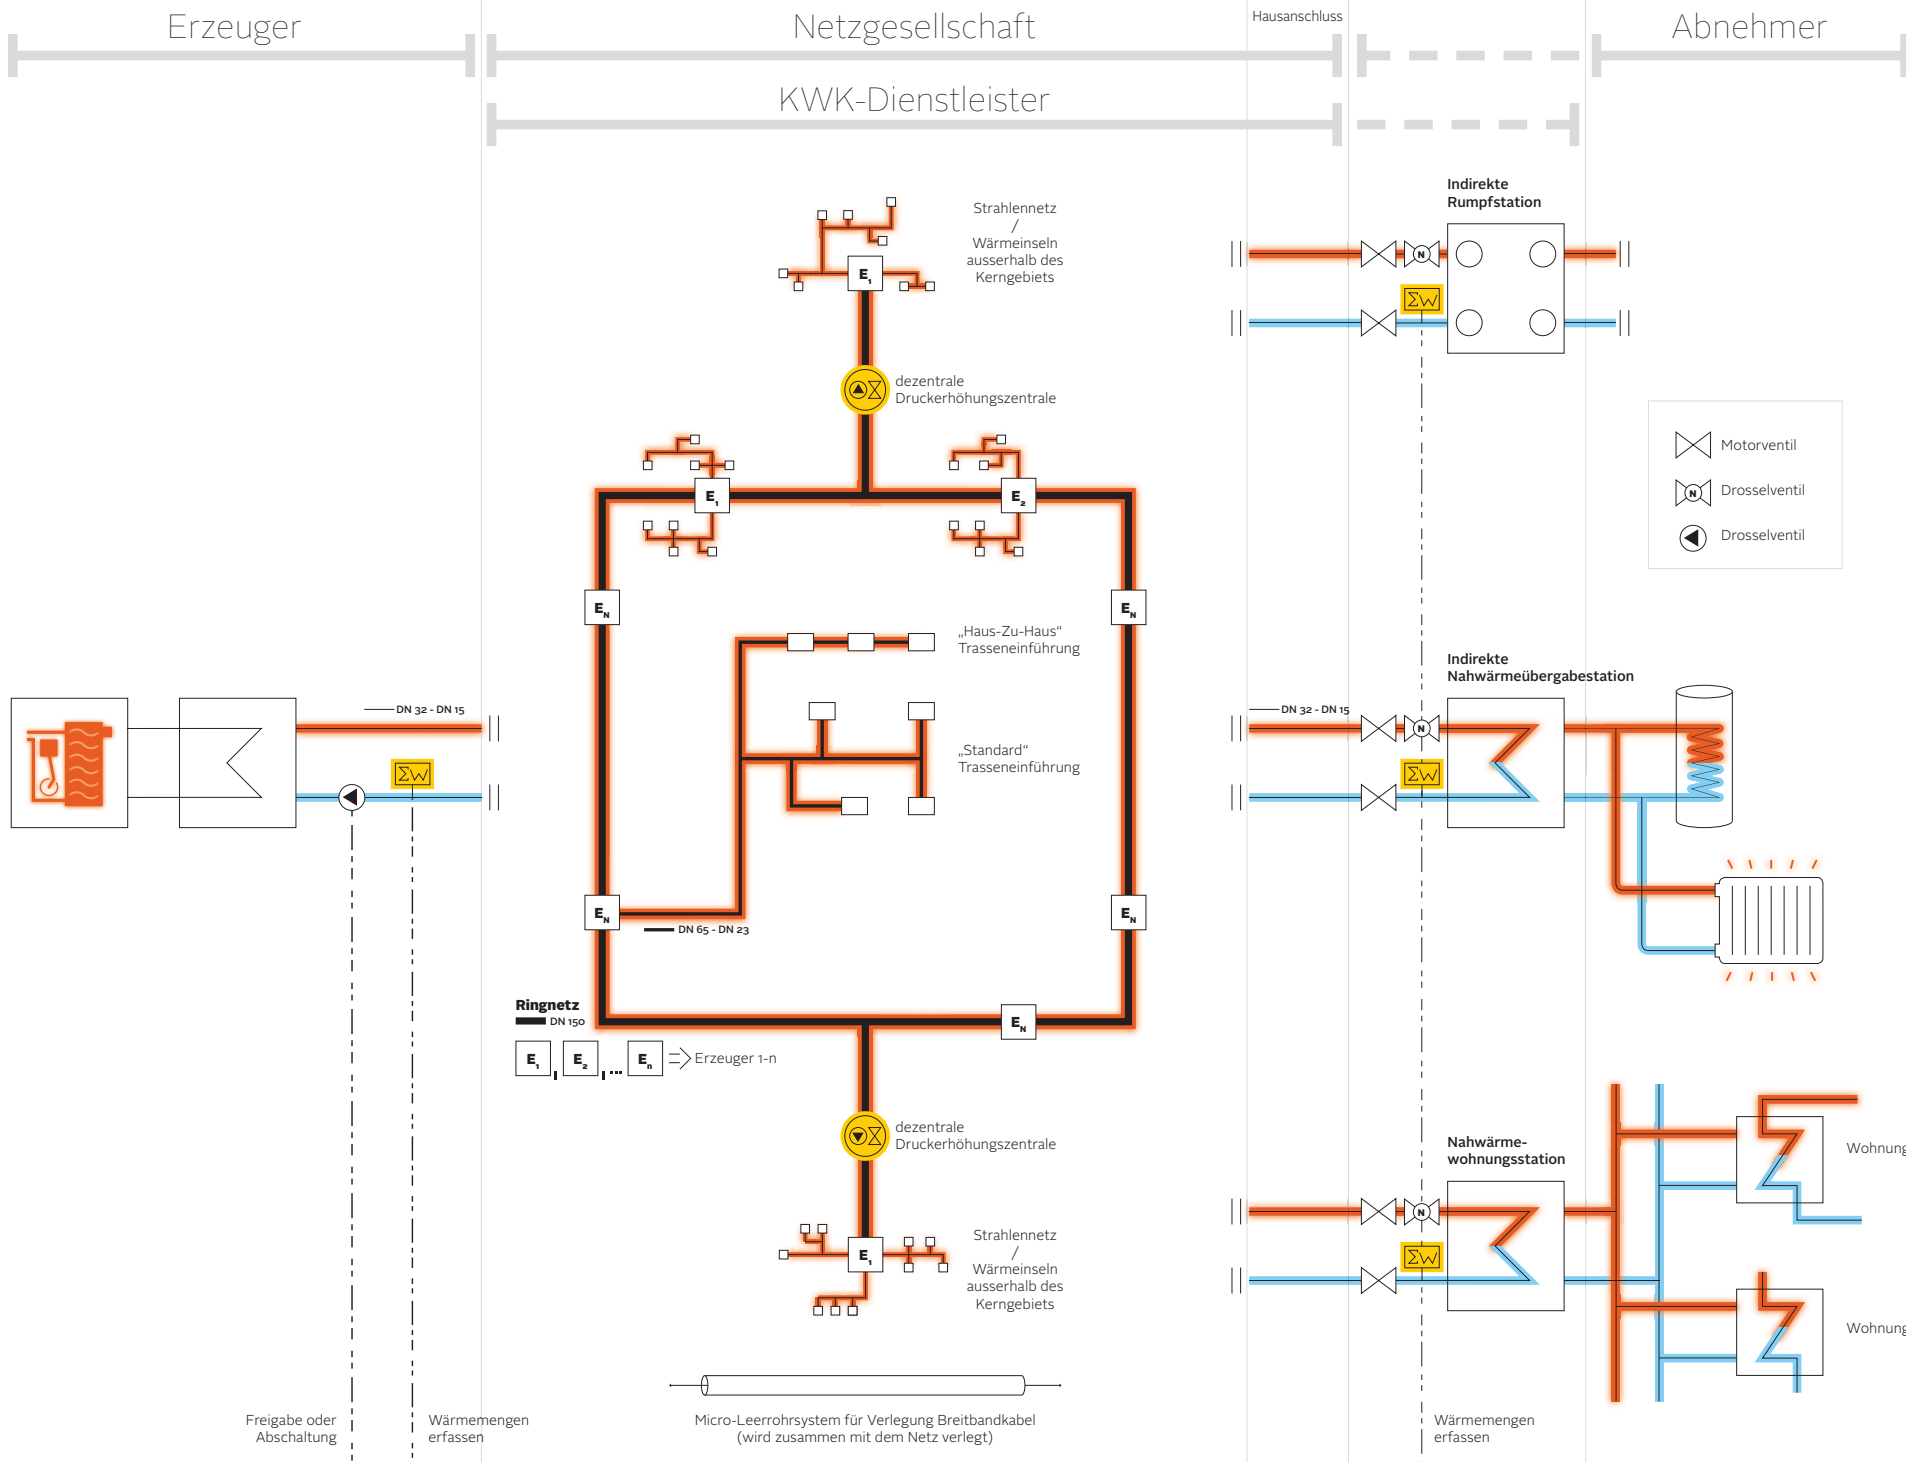 Erzeuger
Netzgesellschaft
Hausanschluss
Abnehmer
KWK-Dienstleister
Indirekte
Rumpfstation
Strahlennetz
/
Wärmeinseln
ausserhalb des
Kerngebiets
E1
N
ΣW
dezentrale
Druckerhöhungszentrale
Motorventil
N Drosselventil
Drosselventil
E1
E2
EN
EN
„Haus-Zu-Haus“
Trasseneinführung
Indirekte
Nahwärmeübergabestation
DN 32 - DN 15
DN 32 - DN 15
N
„Standard“
Trasseneinführung
ΣW
ΣW
EN
EN
DN 65 - DN 23
Ringnetz
DN 150
EN
E1 , E2 , ... En Erzeuger 1-n
dezentrale
Druckerhöhungszentrale
Nahwärme-
wohnungsstation
Wohnung
N
Strahlennetz
/
Wärmeinseln
ausserhalb des
Kerngebiets
E1
ΣW
Wohnung
Freigabe oder
Abschaltung
Wärmemengen
erfassen
Micro-Leerrohrsystem für Verlegung Breitbandkabel
(wird zusammen mit dem Netz verlegt)
Wärmemengen
erfassen